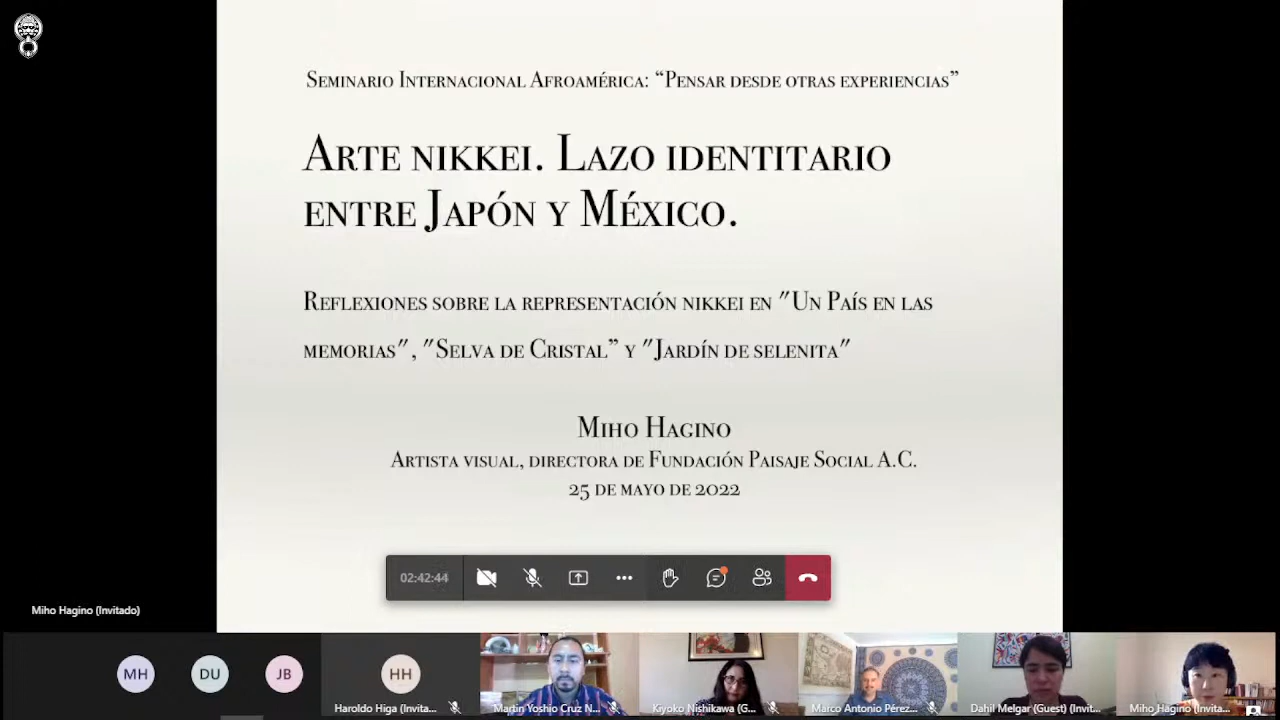 Seminario Internacional Afroamérica: “Pensar desde otras experiencias”
Arte nikkei. Lazo identitario
entre Japón y México.
Reflexiones sobre la representación nikkei en "Un País en las
memorias", "Selva de Cristal” y "Jardín de selenita"
Miho Hagino
Artista visual, directora de Fundación Paisaje Social A.C.
25 de mayo de 2022
02:42:44
Miho Hagino (Invitado)
MH
DU
JB
HH
Haroldo Higa (Invita...
Martin Yoshio Cruz N...
Kiyoko Nishikawa (G...
Marco Antonio Pérez...
Dahil Melgar (Guest) (Invit...
Miho Hagino (Invita...